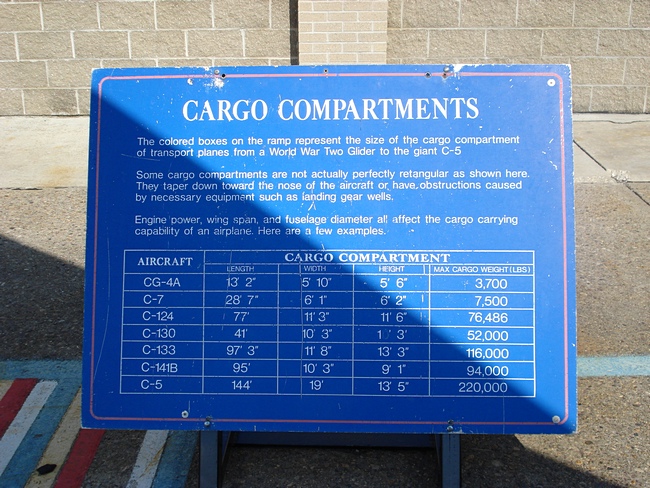 CARGO COMPARTMENTS
The colored boxes on the ramp represent the size of the cargo compartment
of transport planes from a World War Two Glider to the giant C-5
Some cargo compartments are not actually perfectly retangular as shown here.
They taper down toward the nose of the aircraft or have obstructions caused
by necessary equipment such as landing gear wells.
Engine power, wing span, and fuselage diameter all affect the cargo carrying
capability of an airplane. Here are a few examples.
AIRCRAFT CARGO COMPARTMENT
LENGTH WIDTH HEIGHT MAX CARGO WEIGHT (LBS)
CG-4A 13' 2" 5' 10" 5' 6" 3,700
C-7 28' 7" 6' 1" 6' 2" 7,500
C-124 77' 11' 3" 11' 6" 76,486
C-130 41' 10' 3" 3" 52,000
C-133 97' 3" 11' 8" 13' 3" 116,000
C-141B 95' 10' 3" 9' 1" 94,000
C-5 144' 19' 13' 5" 220,000